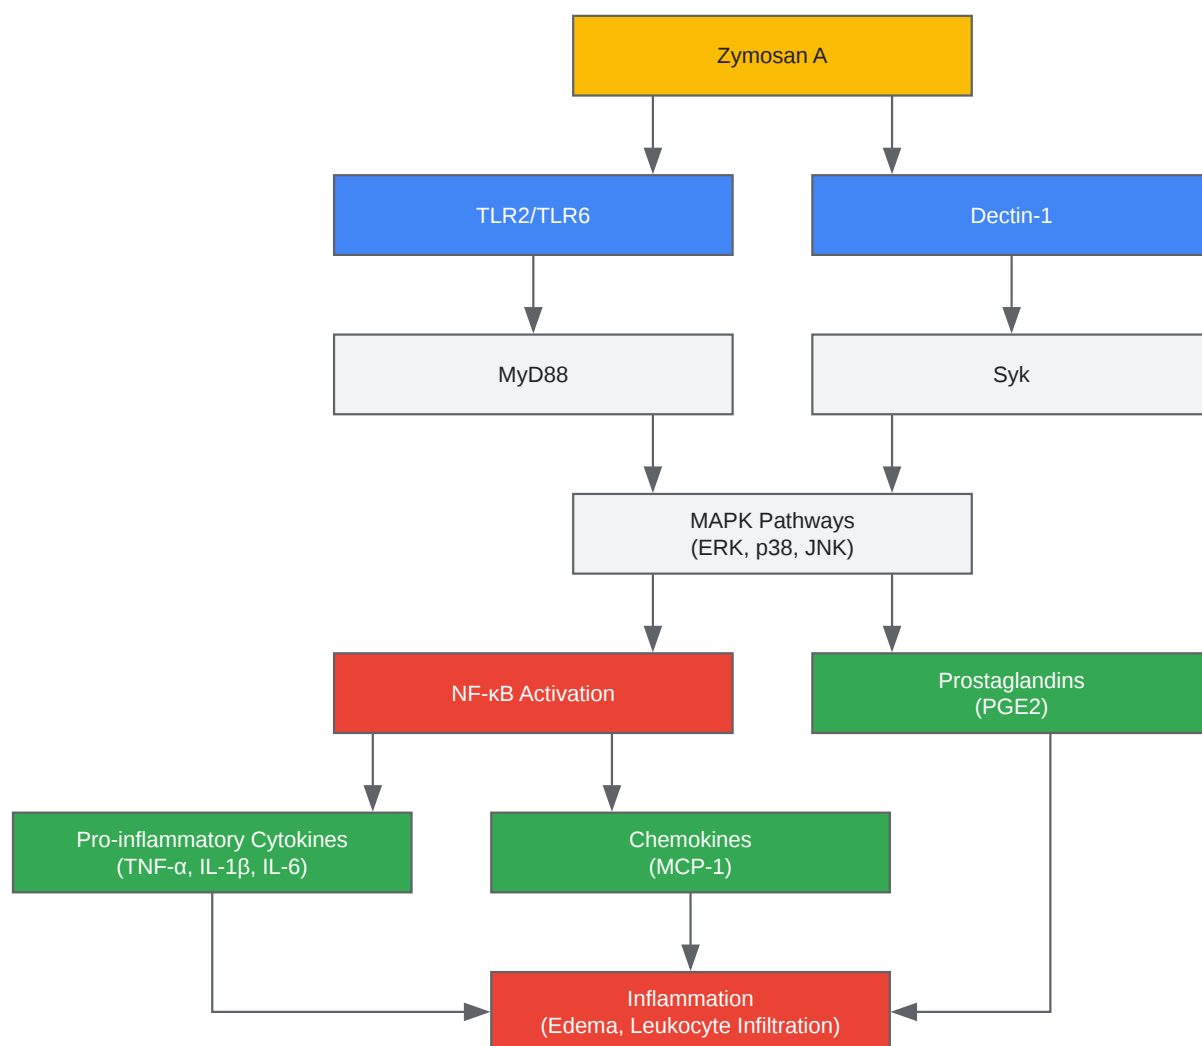 Zymosan A
TLR2/TLR6
Dectin-1
MyD88
Syk
MAPK Pathways
(ERK, p38, JNK)
NF-κB Activation
Prostaglandins
(PGE2)
Pro-inflammatory Cytokines
(TNF-α, IL-1β, IL-6)
Chemokines
(MCP-1)
Inflammation
(Edema, Leukocyte Infiltration)